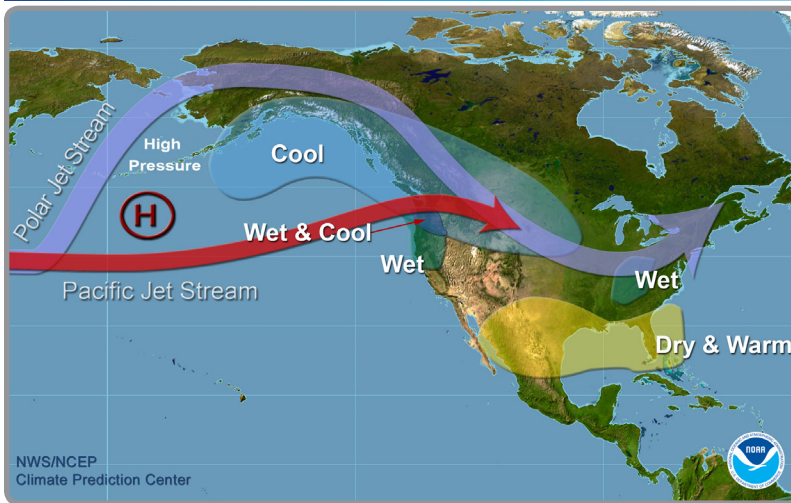 Polar Jet Stream
High
Pressure
Cool
H
Wet & Cool
Wet
Pacific Jet Stream
Wet
Dry & Warm
NWS/NCEP
Climate Prediction Center
NOAA